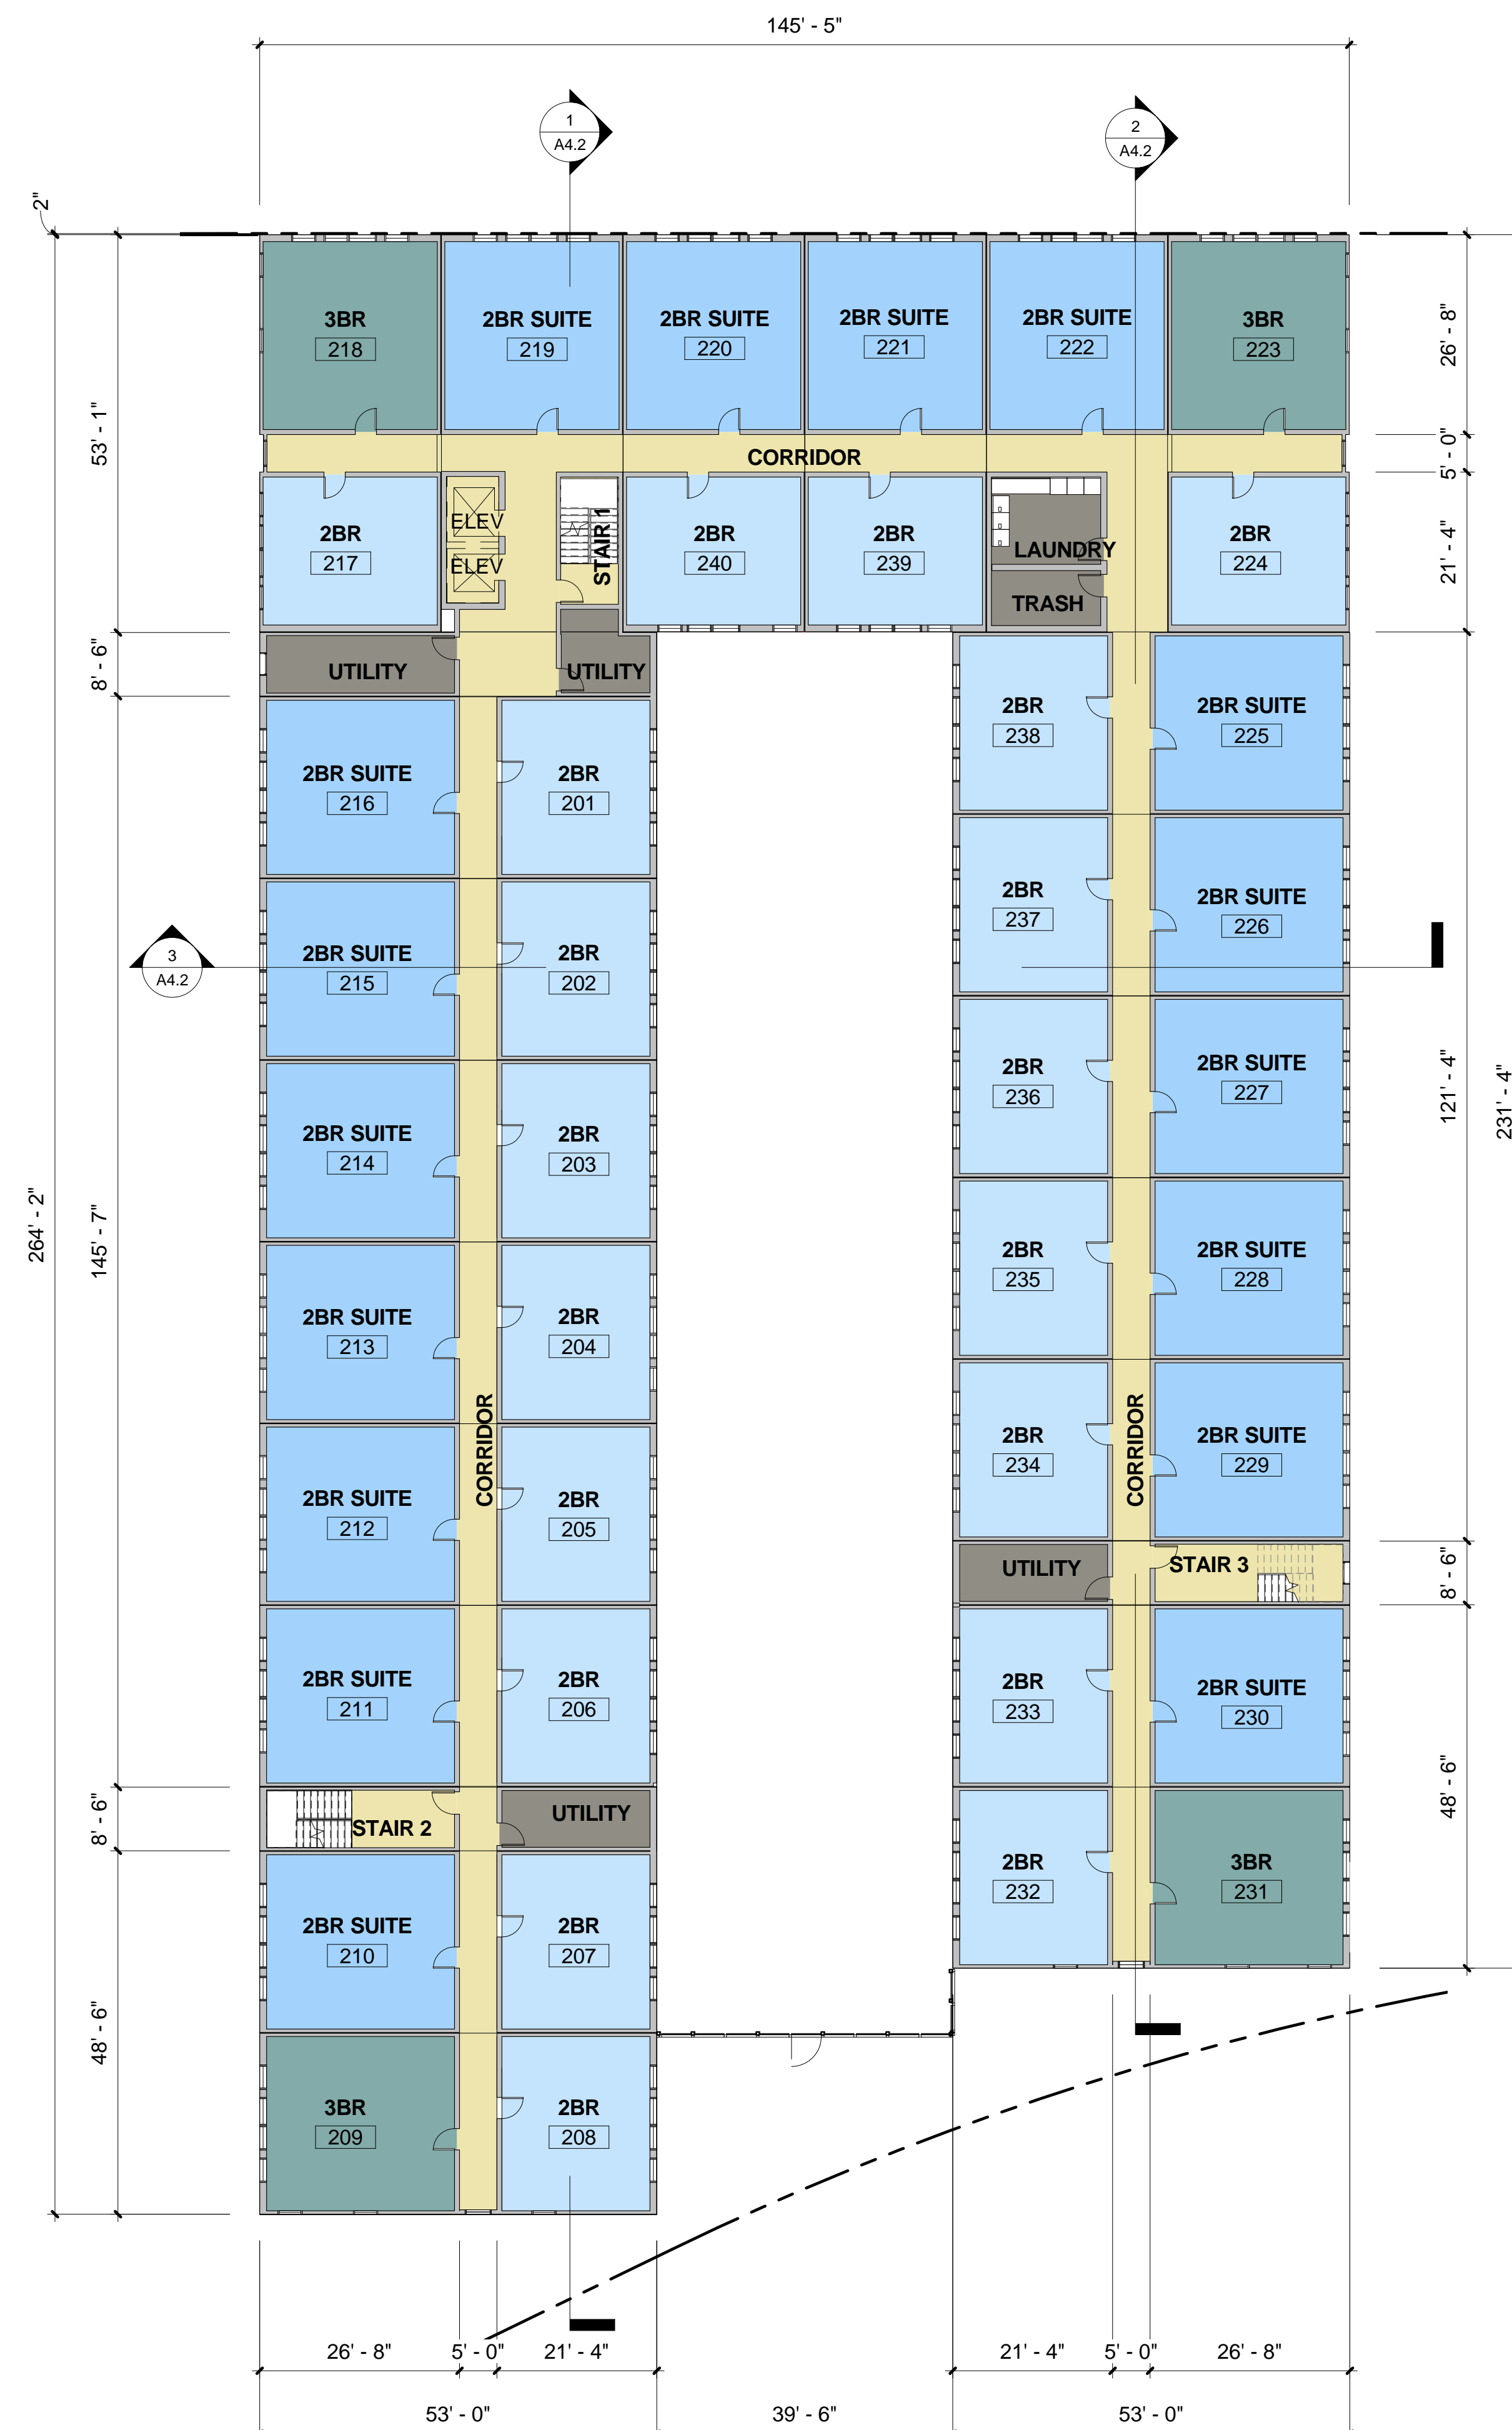 145' - 5"
1
A4.2
2
A4.2
2"
3BR
218
2BR SUITE
219
2BR SUITE
220
2BR SUITE
221
2BR SUITE
222
3BR
223
53' - 1"
26' - 8"
5' - 0"
21' - 4"
CORRIDOR
2BR
217
ELEV
ELEV
STAIR 1
2BR
240
2BR
239
LAUNDRY
TRASH
2BR
224
8' - 6"
UTILITY
UTILITY
2BR SUITE
216
2BR
201
2BR
238
2BR SUITE
225
2BR SUITE
215
2BR
202
2BR
237
2BR SUITE
226
3
A4.2
2BR SUITE
214
2BR
203
2BR
236
2BR SUITE
227
264' - 2"
145' - 7"
121' - 4"
231' - 4"
2BR SUITE
213
2BR
204
2BR
235
2BR SUITE
228
CORRIDOR
CORRIDOR
2BR SUITE
212
2BR
205
2BR
234
2BR SUITE
229
UTILITY
STAIR 3
8' - 6"
2BR SUITE
211
2BR
206
2BR
233
2BR SUITE
230
8' - 6"
STAIR 2
UTILITY
48' - 6"
2BR
232
3BR
231
2BR SUITE
210
2BR
207
48' - 6"
3BR
209
2BR
208
26' - 8"
5' - 0"
21' - 4"
21' - 4"
5' - 0"
26' - 8"
53' - 0"
39' - 6"
53' - 0"